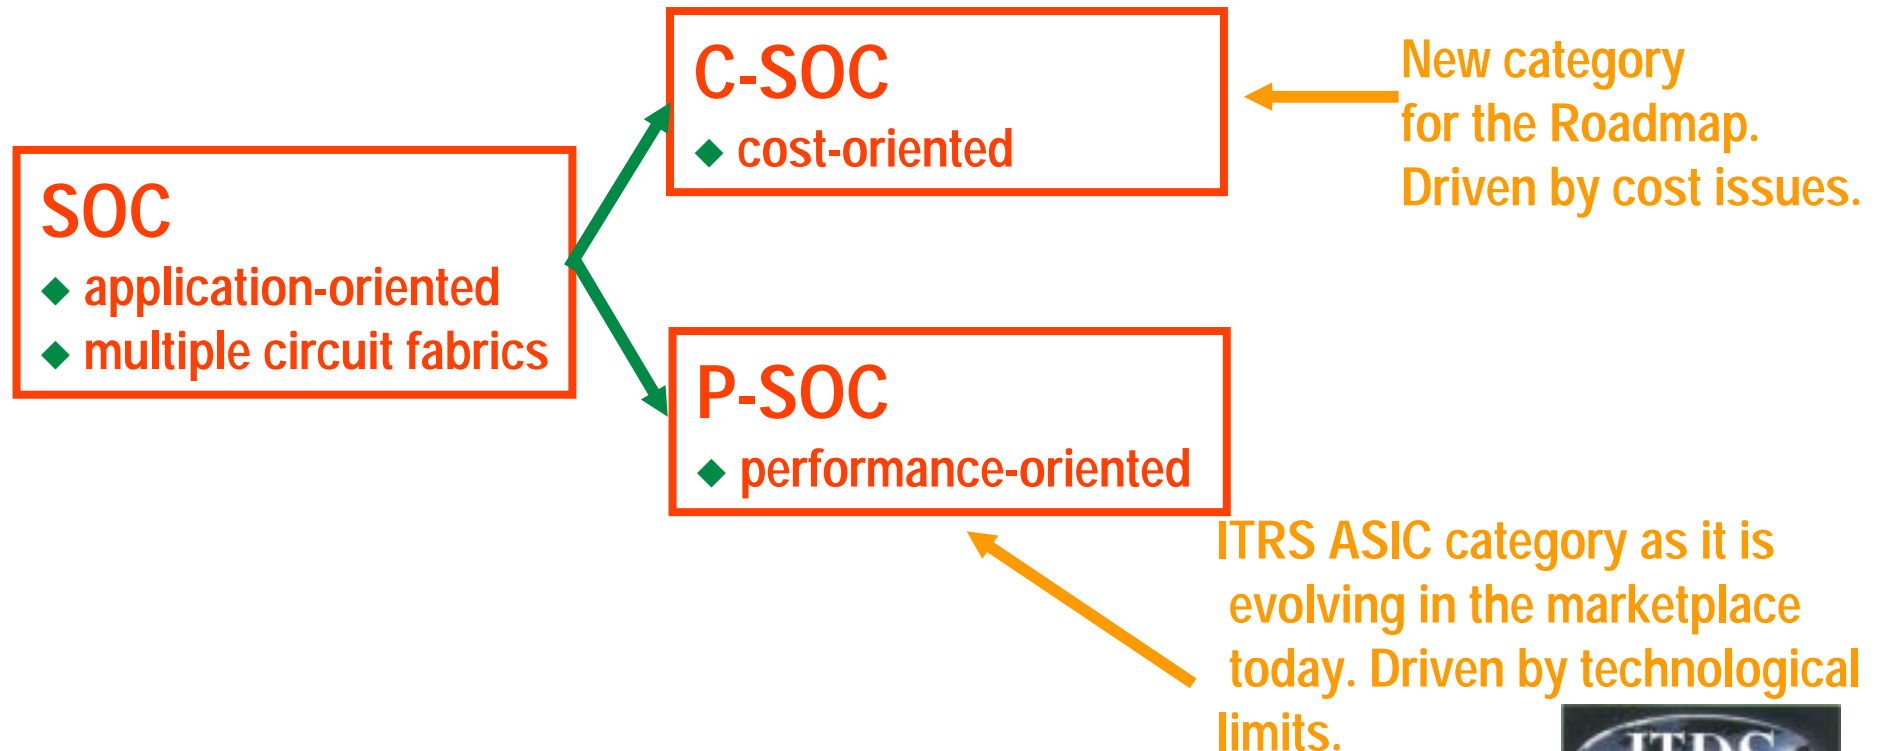 C-SOC
◆ cost-oriented
New category
for the Roadmap.
Driven by cost issues.
SOC
◆ application-oriented
◆ multiple circuit fabrics
P-SOC
◆ performance-oriented
ITRS ASIC category as it is
evolving in the marketplace
today. Driven by technological
limits.